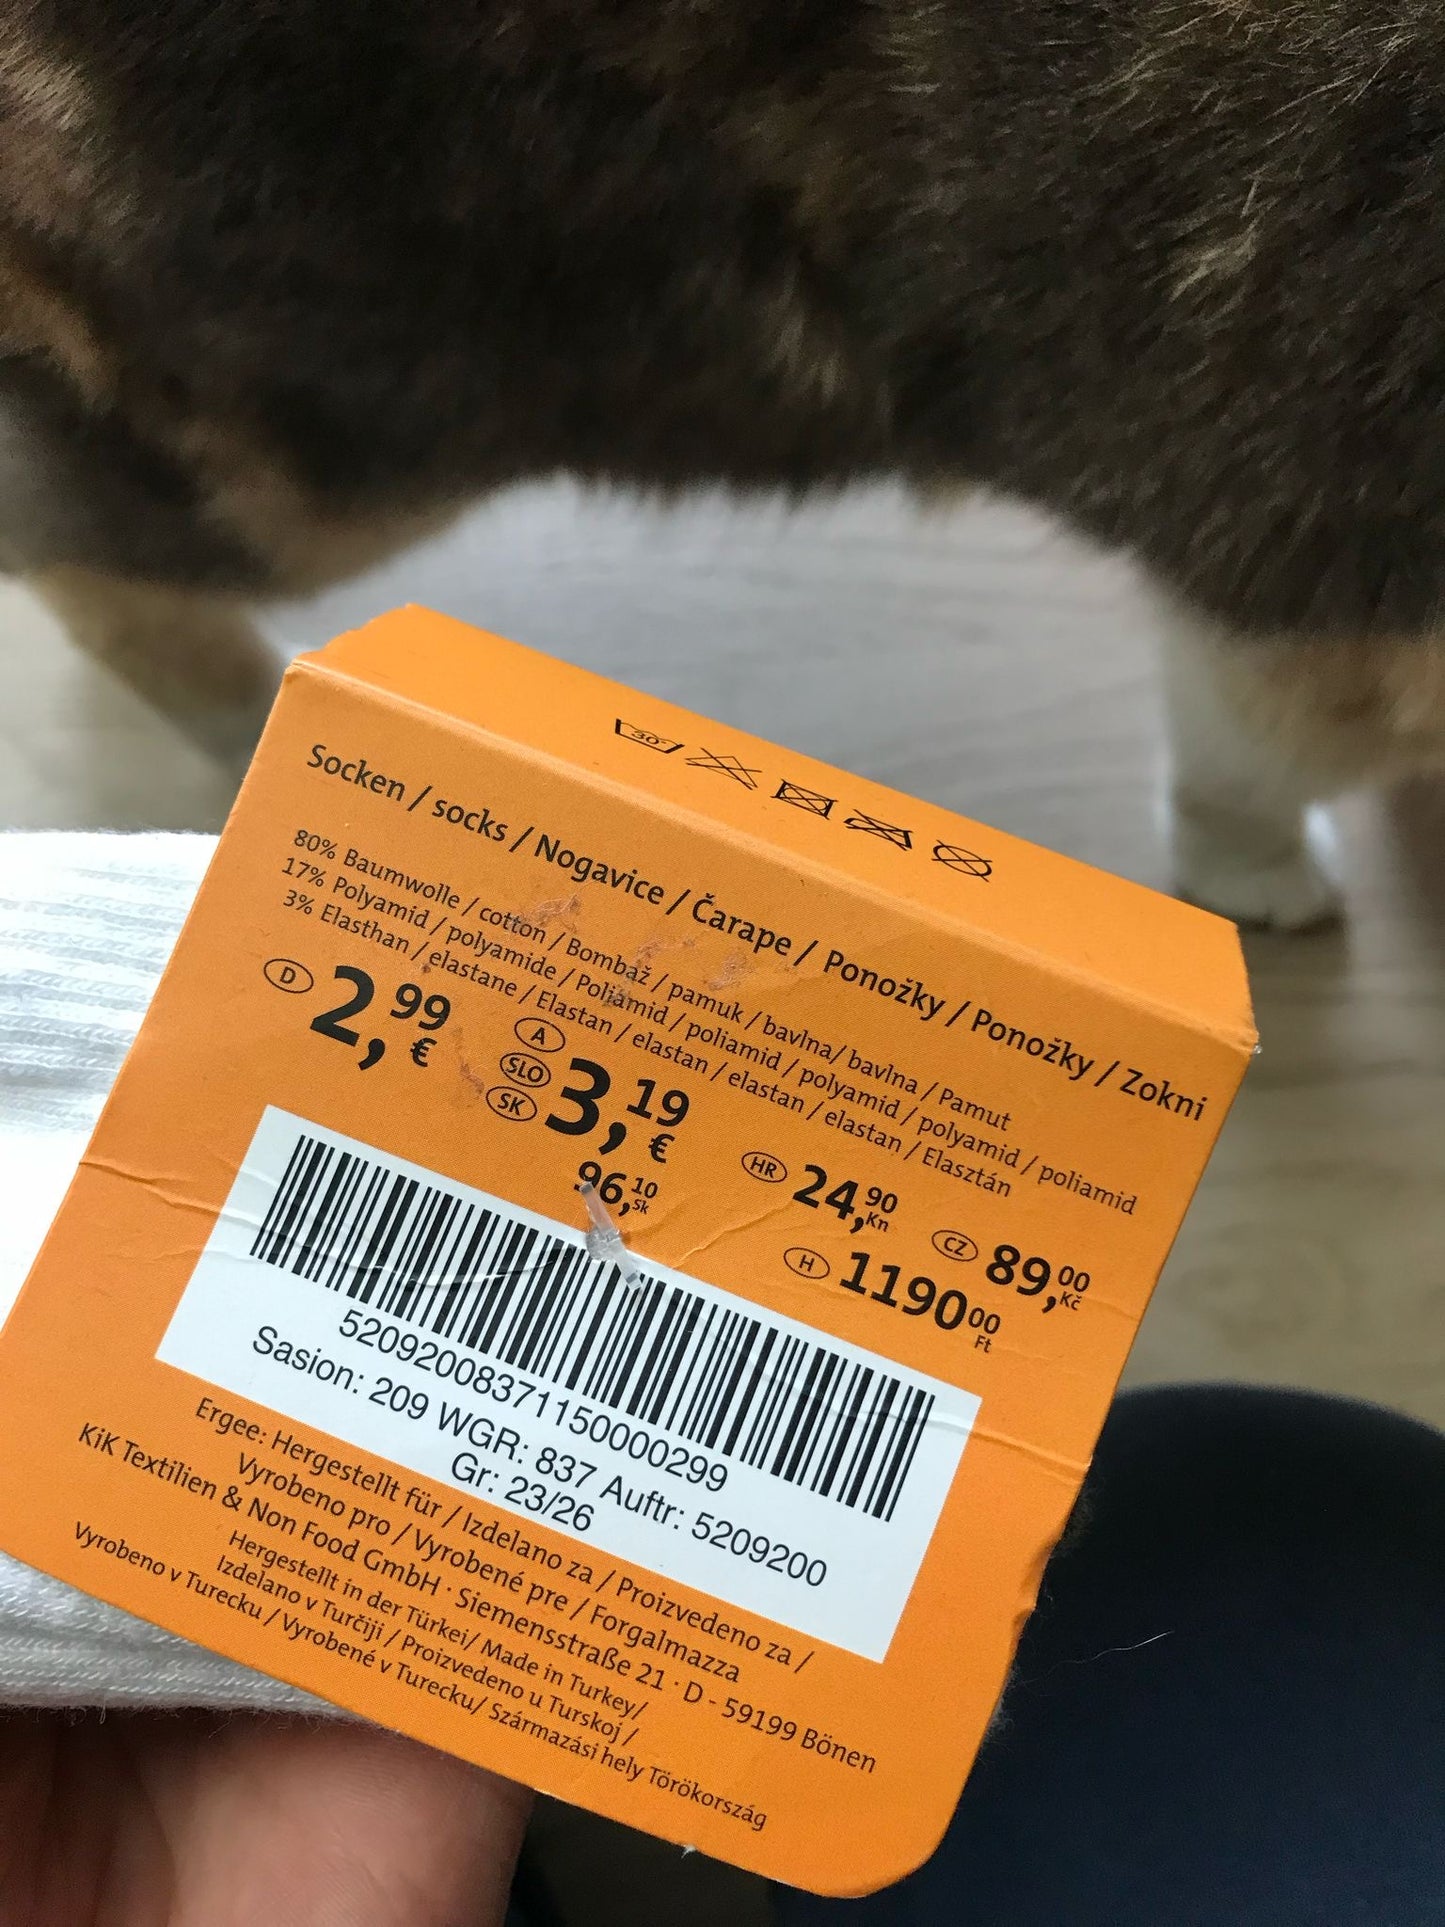 30°
Socken / socks / Nogavice / Čarape / Ponožky / Ponožky / Zokni
80% Baumwolle / cotton / Bombaž / pamuk / bavlna/ bavlna / Pamut
17% Polyamid / polyamide / Poliamid / poliamid / polyamid / polyamid / poliamid
3% Elasthan / elastane / Elastan / elastan / elastan / elastan / Elasztán
D 2,99 €
A SLO SK 3,19 €
96,10 Sk
HR 24,90 Kn
CZ 89,00 Kč
H 1190 00 Ft
5209200837115000029​9
Sasion: 209 WGR: 837 Auftr: 5209200
Gr: 23/26
Ergee: Hergestellt für / Izdelano za / Proizvedeno za /
Vyrobeno pro / Vyrobené pre / Forgalmazza
KiK Textilien & Non Food GmbH · Siemensstraße 21 · D - 59199 Bönen
Hergestellt in der Türkei/ Made in Turkey/
Izdelano v Turčiji / Proizvedeno u Turskoj /
Vyrobeno v Turecku / Vyrobené v Turecku/ Származási hely Törökország